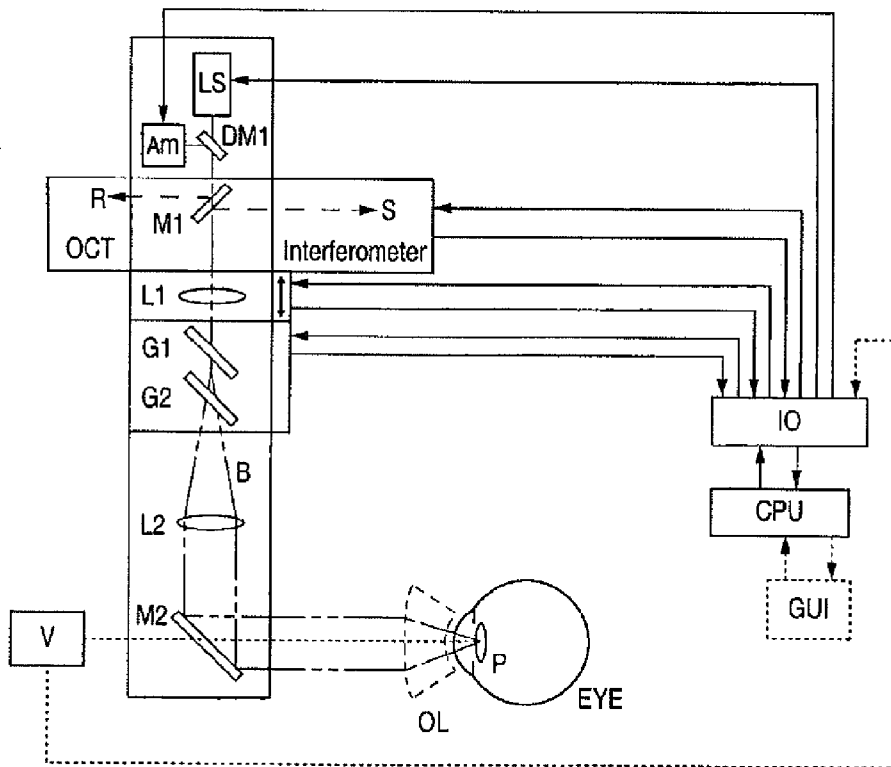 LS
Am
DM1
R
M1
S
OCT
Interferometer
L1
G1
G2
IO
B
CPU
L2
GUI
M2
V
P
EYE
OL